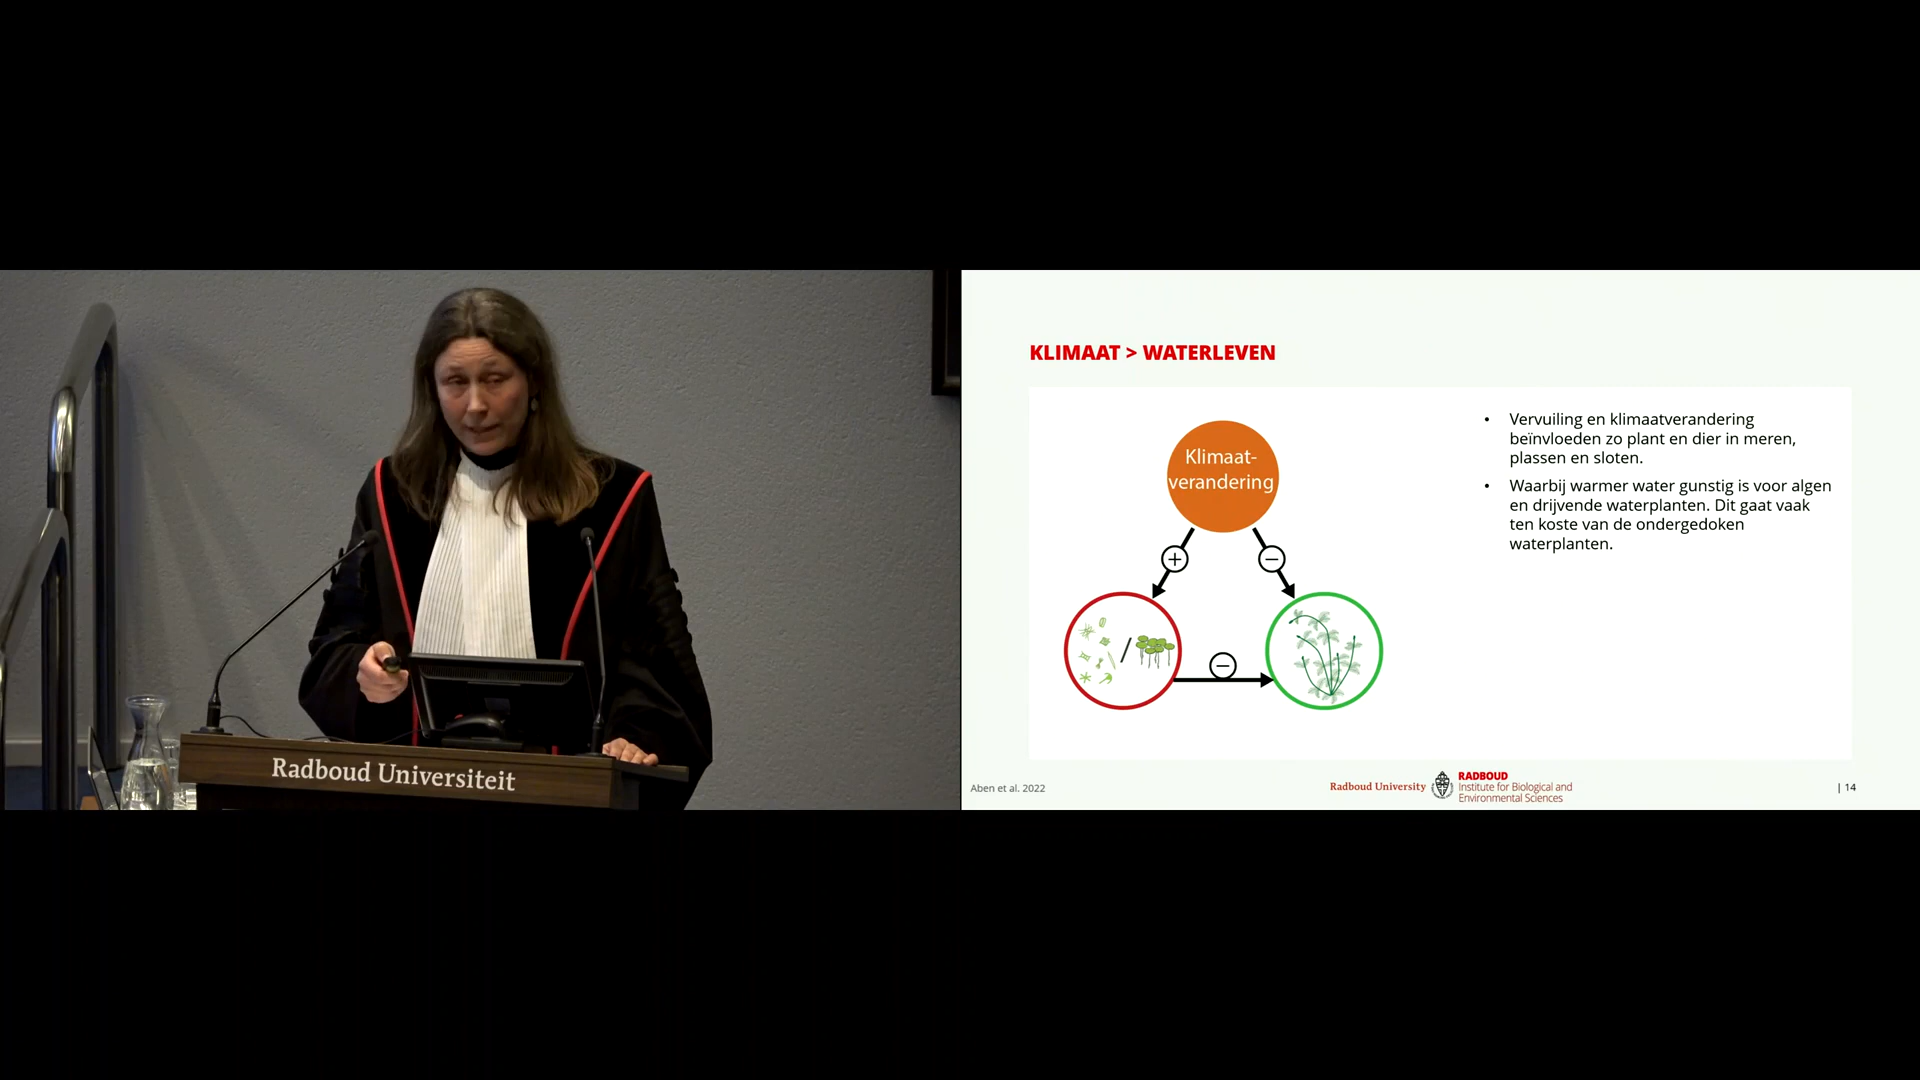 Radboud Universiteit
KLIMAAT > WATERLEVEN
Klimaat-
verandering
+
−
−
/
• Vervuiling en klimaatverandering
beïnvloeden zo plant en dier in meren,
plassen en sloten.
• Waarbij warmer water gunstig is voor algen
en drijvende waterplanten. Dit gaat vaak
ten koste van de ondergedoken
waterplanten.
Aben et al. 2022
Radboud University
RADBOUD
Institute for Biological and
Environmental Sciences
| 14